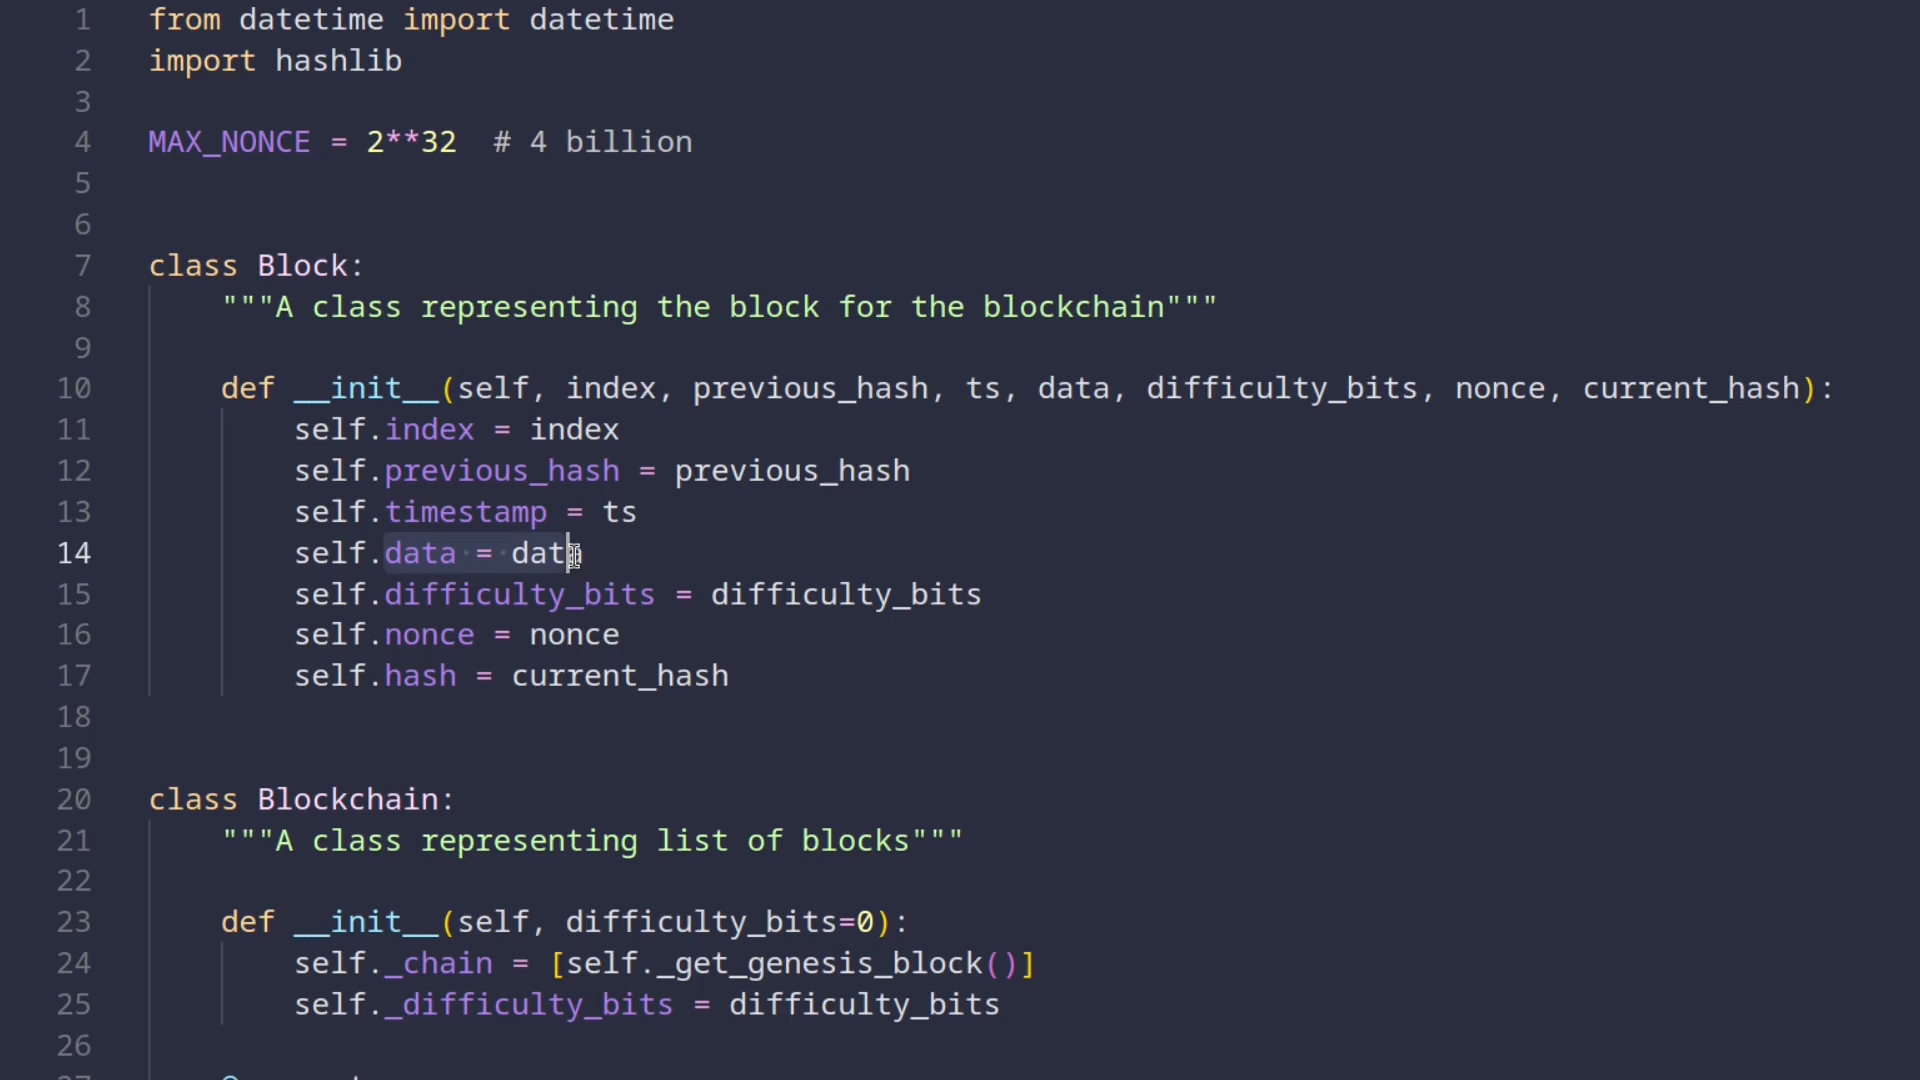 1 from datetime import datetime
2 import hashlib
3
4 MAX_NONCE = 2**32  # 4 billion
5
6
7 class Block:
8     """A class representing the block for the blockchain"""
9
10     def __init__(self, index, previous_hash, ts, data, difficulty_bits, nonce, current_hash):
11         self.index = index
12         self.previous_hash = previous_hash
13         self.timestamp = ts
14         self.data = data
15         self.difficulty_bits = difficulty_bits
16         self.nonce = nonce
17         self.hash = current_hash
18
19
20 class Blockchain:
21     """A class representing list of blocks"""
22
23     def __init__(self, difficulty_bits=0):
24         self._chain = [self._get_genesis_block()]
25         self._difficulty_bits = difficulty_bits
26